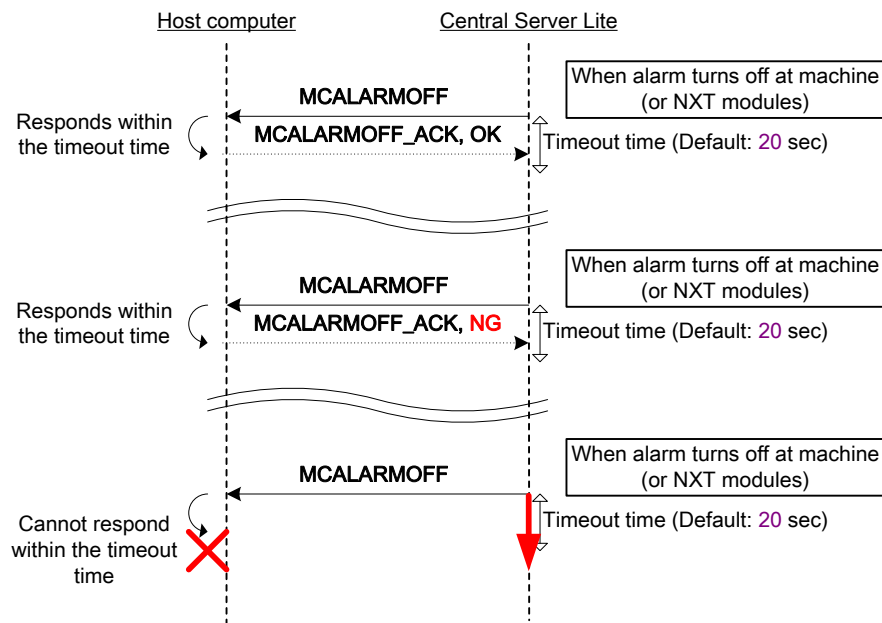 Host computer
Central Server Lite
When alarm turns off at machine
(or NXT modules)
MCALARMOFF
Responds within
the timeout time
MCALARMOFF_ACK, OK
Timeout time (Default: 20 sec)
When alarm turns off at machine
(or NXT modules)
MCALARMOFF
Responds within
the timeout time
MCALARMOFF_ACK, NG
Timeout time (Default: 20 sec)
When alarm turns off at machine
(or NXT modules)
MCALARMOFF
Cannot respond
within the timeout
time
Timeout time (Default: 20 sec)